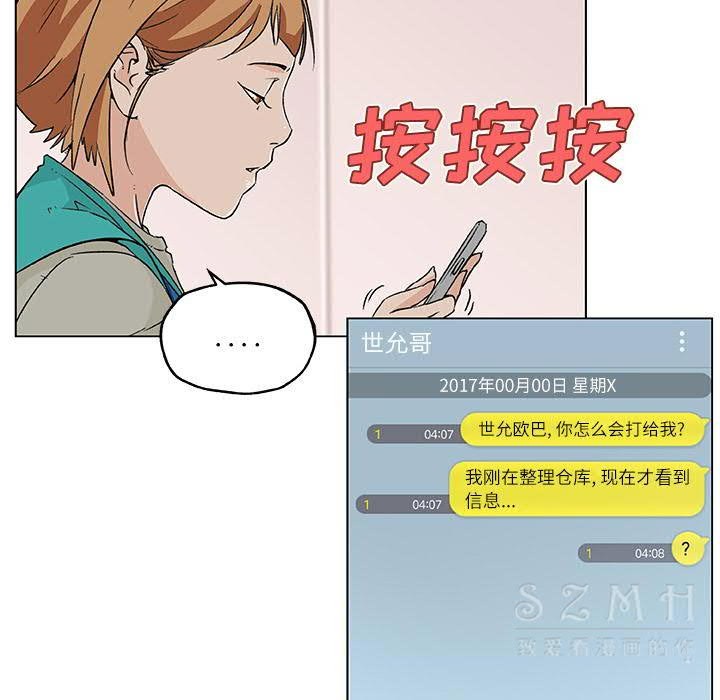 按按按
....
世允哥
2017年00月00日 星期X
1 04:07 世允欧巴, 你怎么会打给我?
我刚在整理仓库, 现在才看到
1 04:07 信息...
1 04:08 ?
SZMH
致爱看漫画的你